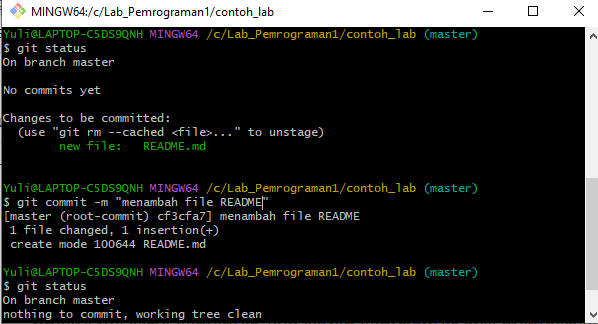 MINGW64:/c/Lab_Pemrograman1/contoh_lab
Yuli@LAPTOP-C5DS9QNH MINGW64 /c/Lab_Pemrograman1/contoh_lab (master)
$ git status
On branch master
No commits yet
Changes to be committed:
  (use "git rm --cached <file>..." to unstage)
        new file:   README.md
Yuli@LAPTOP-C5DS9QNH MINGW64 /c/Lab_Pemrograman1/contoh_lab (master)
$ git commit -m "menambah file README"
[master (root-commit) cf3cfa7] menambah file README
 1 file changed, 1 insertion(+)
 create mode 100644 README.md
Yuli@LAPTOP-C5DS9QNH MINGW64 /c/Lab_Pemrograman1/contoh_lab (master)
$ git status
On branch master
nothing to commit, working tree clean